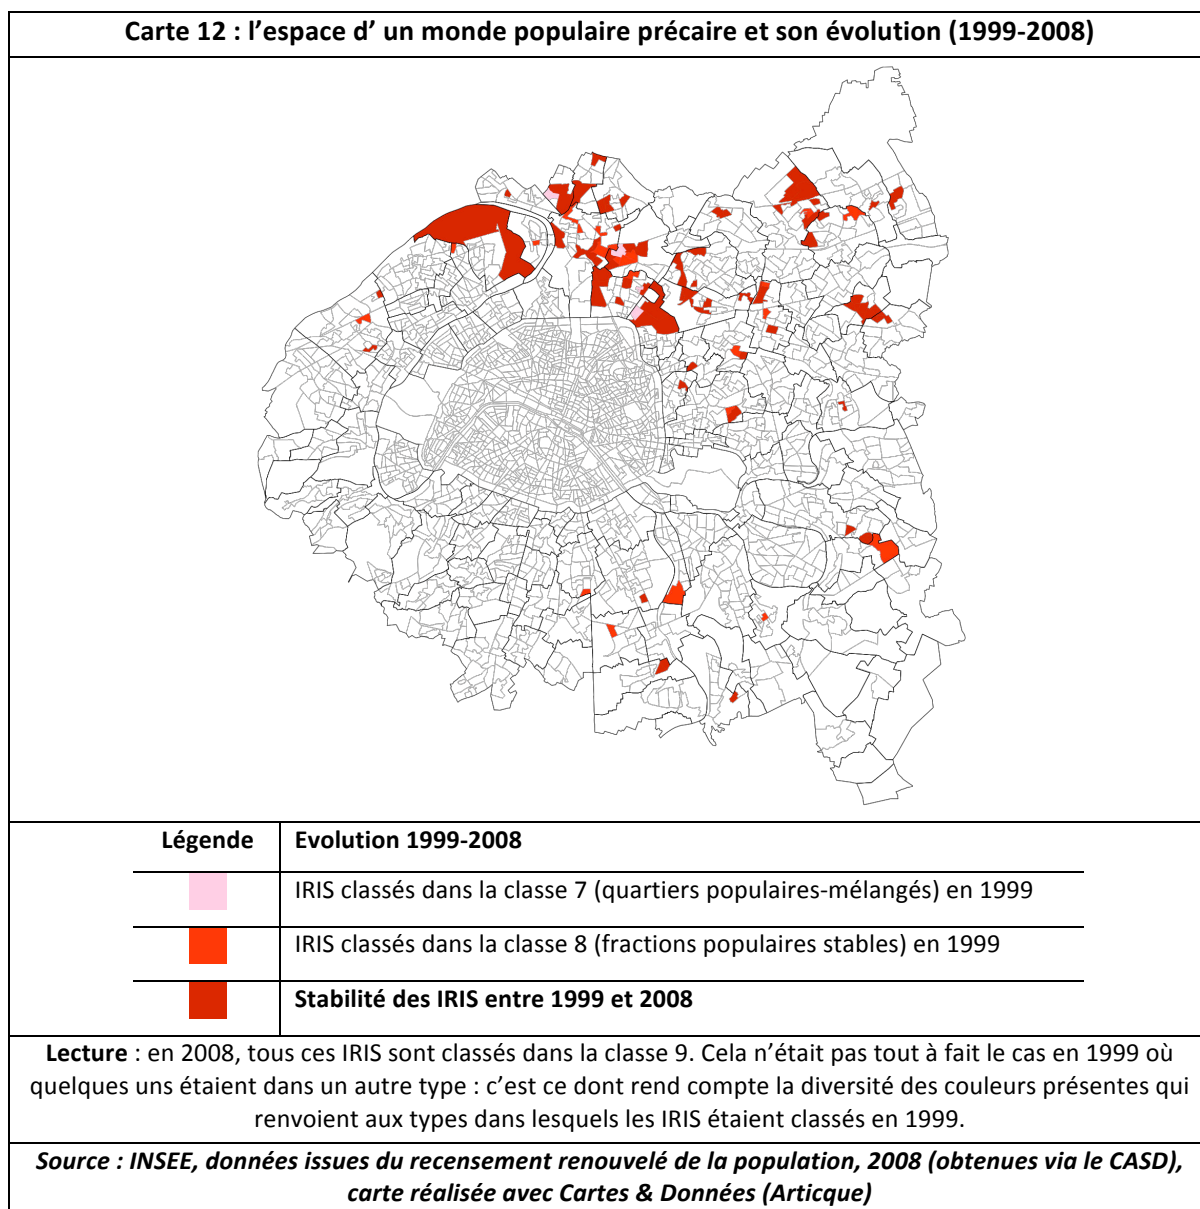 Carte 12 : l’espace d’ un monde populaire précaire et son évolution (1999-2008)
Légende
Evolution 1999-2008
IRIS classés dans la classe 7 (quartiers populaires-mélangés) en 1999
IRIS classés dans la classe 8 (fractions populaires stables) en 1999
Stabilité des IRIS entre 1999 et 2008
Lecture : en 2008, tous ces IRIS sont classés dans la classe 9. Cela n’était pas tout à fait le cas en 1999 où
quelques uns étaient dans un autre type : c’est ce dont rend compte la diversité des couleurs présentes qui
renvoient aux types dans lesquels les IRIS étaient classés en 1999.
Source : INSEE, données issues du recensement renouvelé de la population, 2008 (obtenues via le CASD),
carte réalisée avec Cartes & Données (Articque)